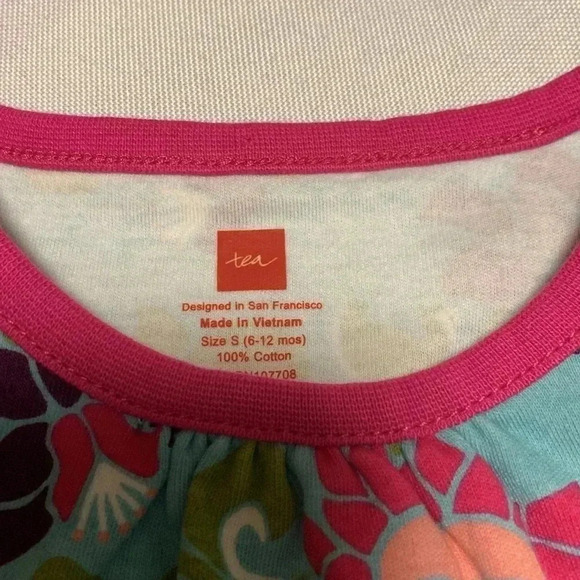 tea
Designed in San Francisco
Made in Vietnam
Size S (6-12 mos)
100% Cotton